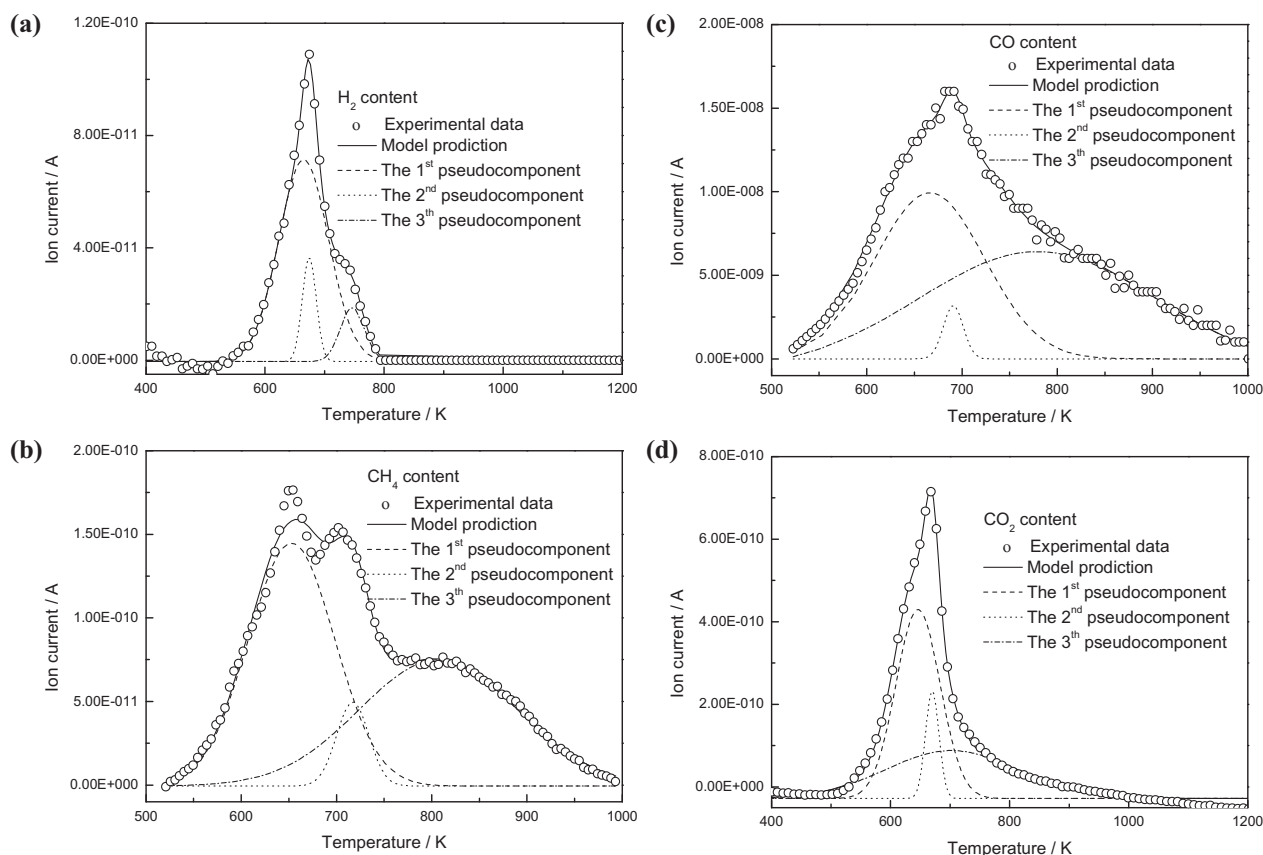 (a)
1.20E-010
8.00E-011
4.00E-011
0.00E+000
Ion current / A
H2 content
o Experimental data
Model prodiction
The 1st pseudocomponent
The 2nd pseudocomponent
The 3th pseudocomponent
400 600 800 1000 1200
Temperature / K
(c)
2.00E-008
1.50E-008
1.00E-008
5.00E-009
0.00E+000
Ion current / A
CO content
o Experimental data
Model prodiction
The 1st pseudocomponent
The 2nd pseudocomponent
The 3th pseudocomponent
500 600 700 800 900 1000
Temperature / K
(b)
2.00E-010
1.50E-010
1.00E-010
5.00E-011
0.00E+000
Ion current / A
CH4 content
o Experimental data
Model prodiction
The 1st pseudocomponent
The 2nd pseudocomponent
The 3th pseudocomponent
500 600 700 800 900 1000
Temperature / K
(d)
8.00E-010
6.00E-010
4.00E-010
2.00E-010
0.00E+000
Ion current / A
CO2 content
o Experimental data
Model prodiction
The 1st pseudocomponent
The 2nd pseudocomponent
The 3th pseudocomponent
400 600 800 1000 1200
Temperature / K